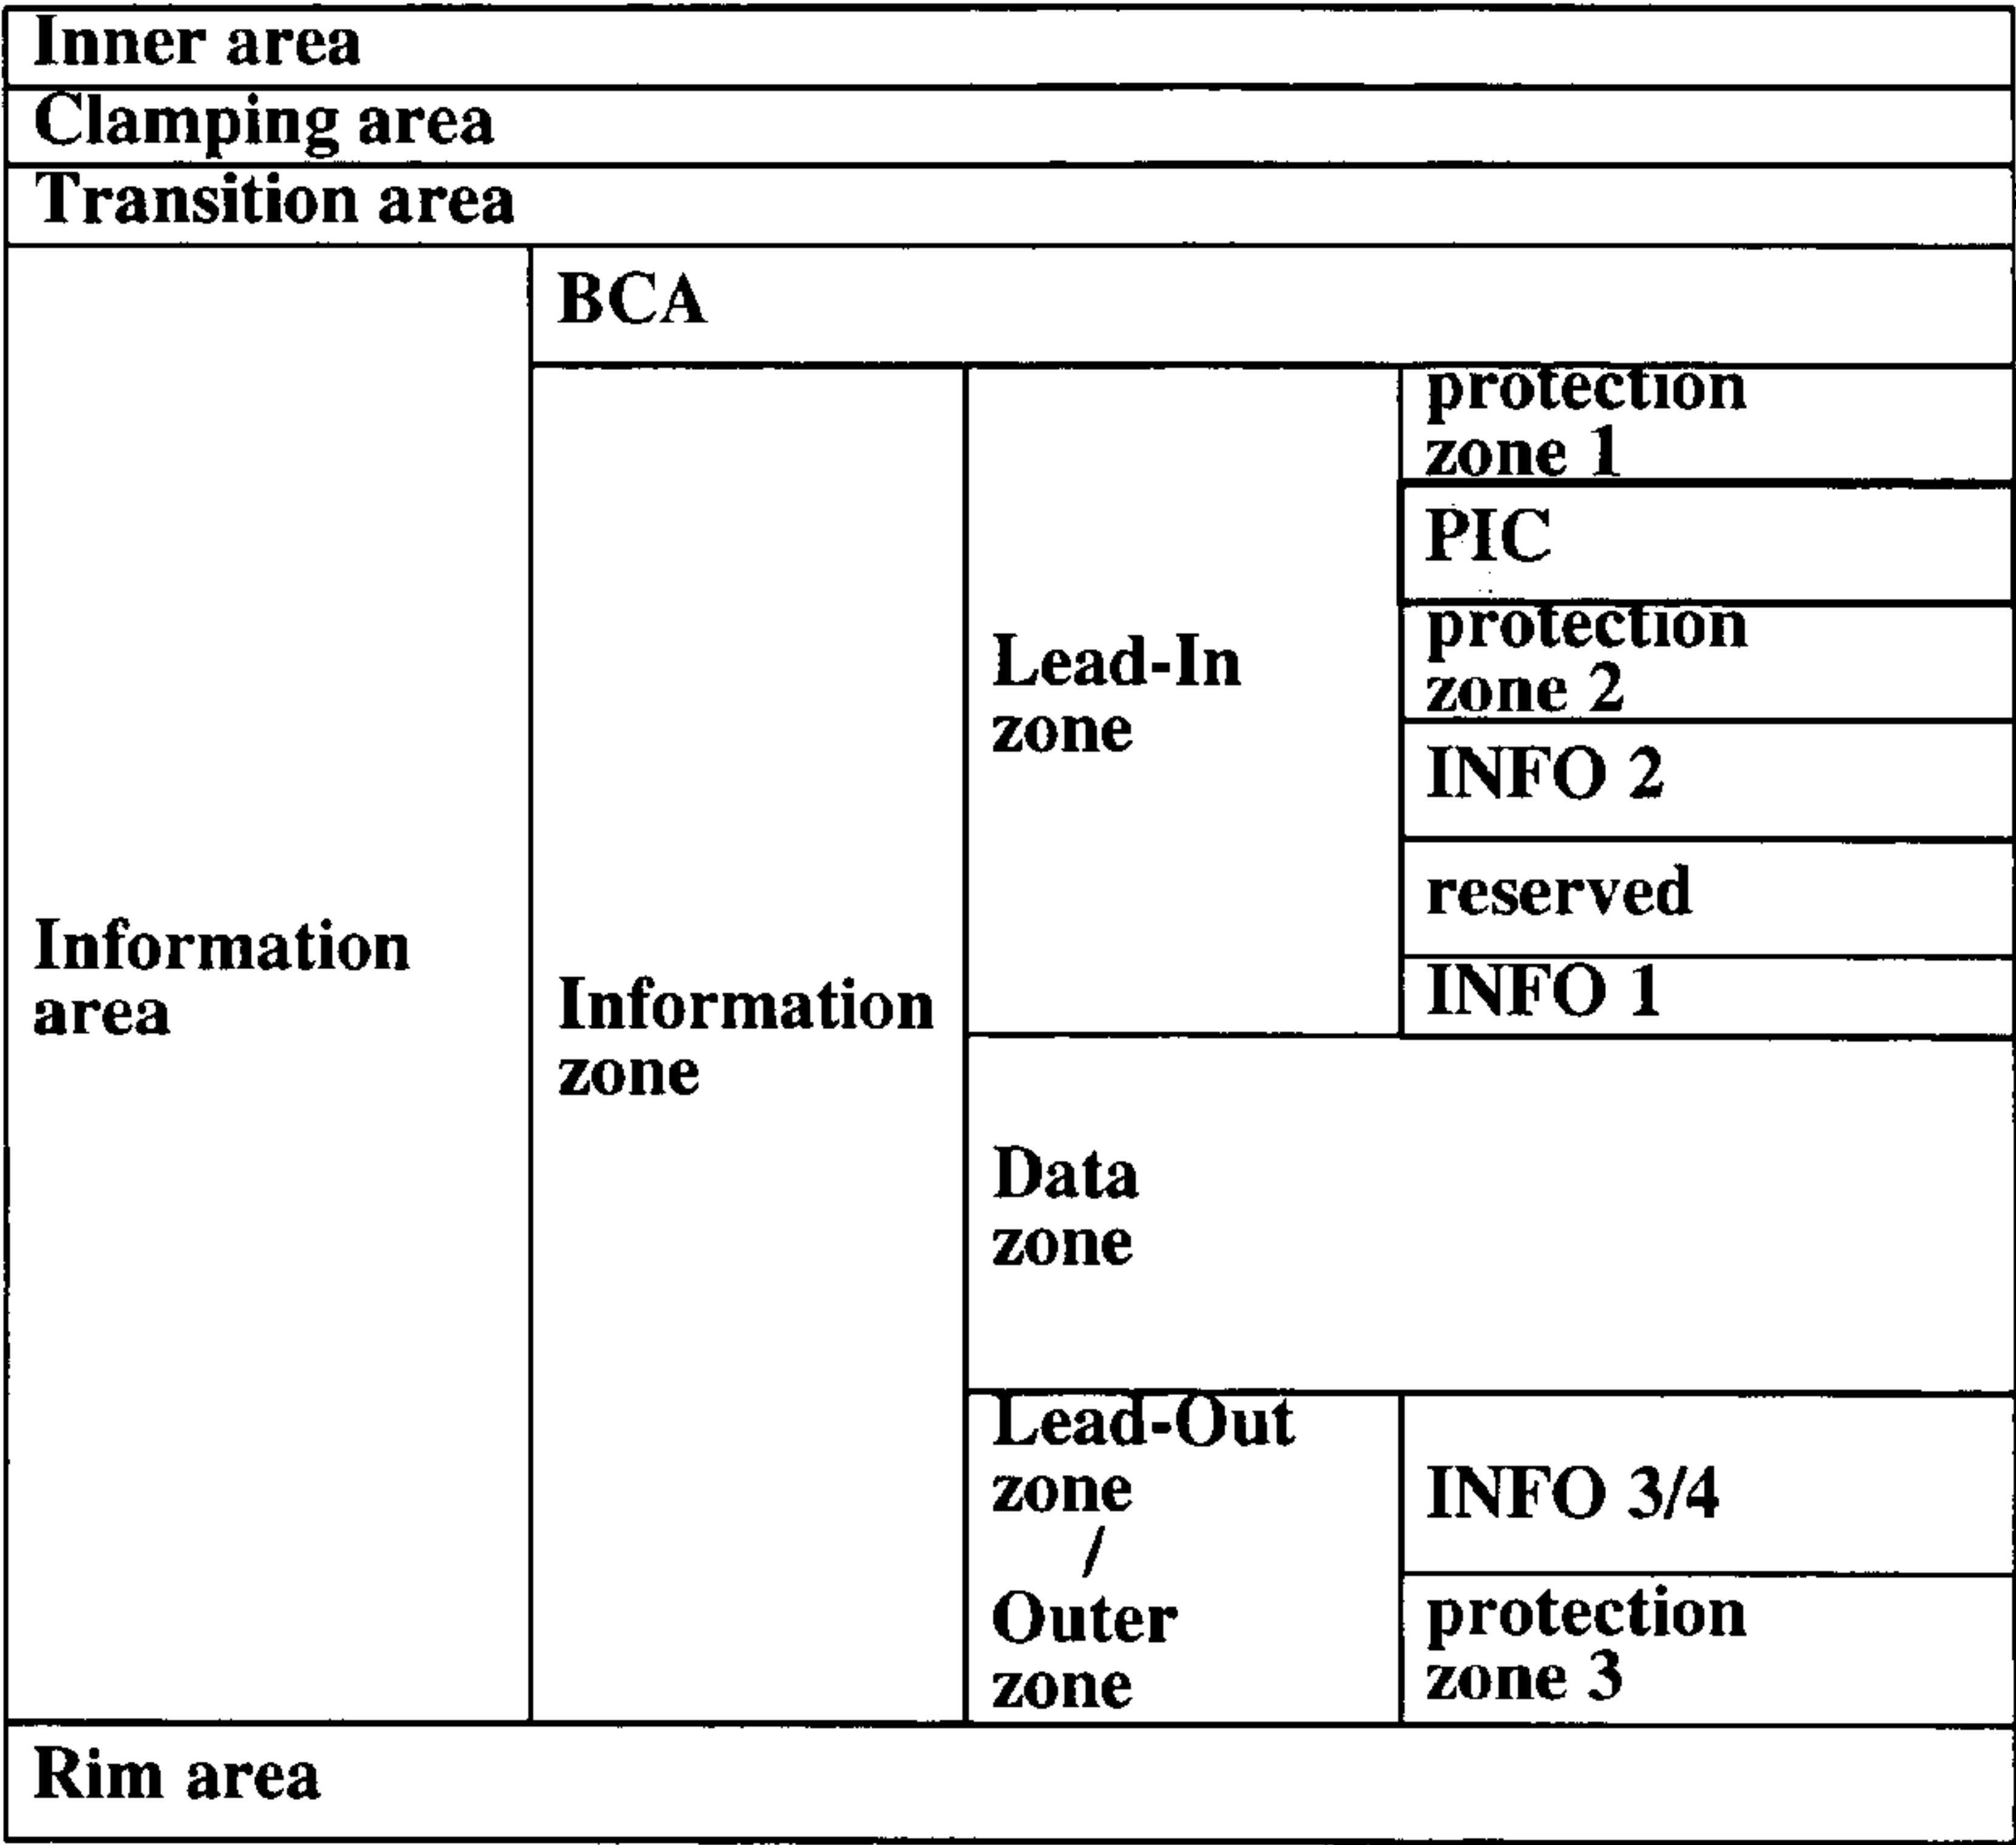 Inner area
Clamping area
Transition area
Information
area
BCA
Information
zone
Lead-In
zone
protection
zone 1
PIC
protection
zone 2
INFO 2
reserved
INFO 1
Data
zone
Lead-Out
zone
/
Outer
zone
INFO 3/4
protection
zone 3
Rim area